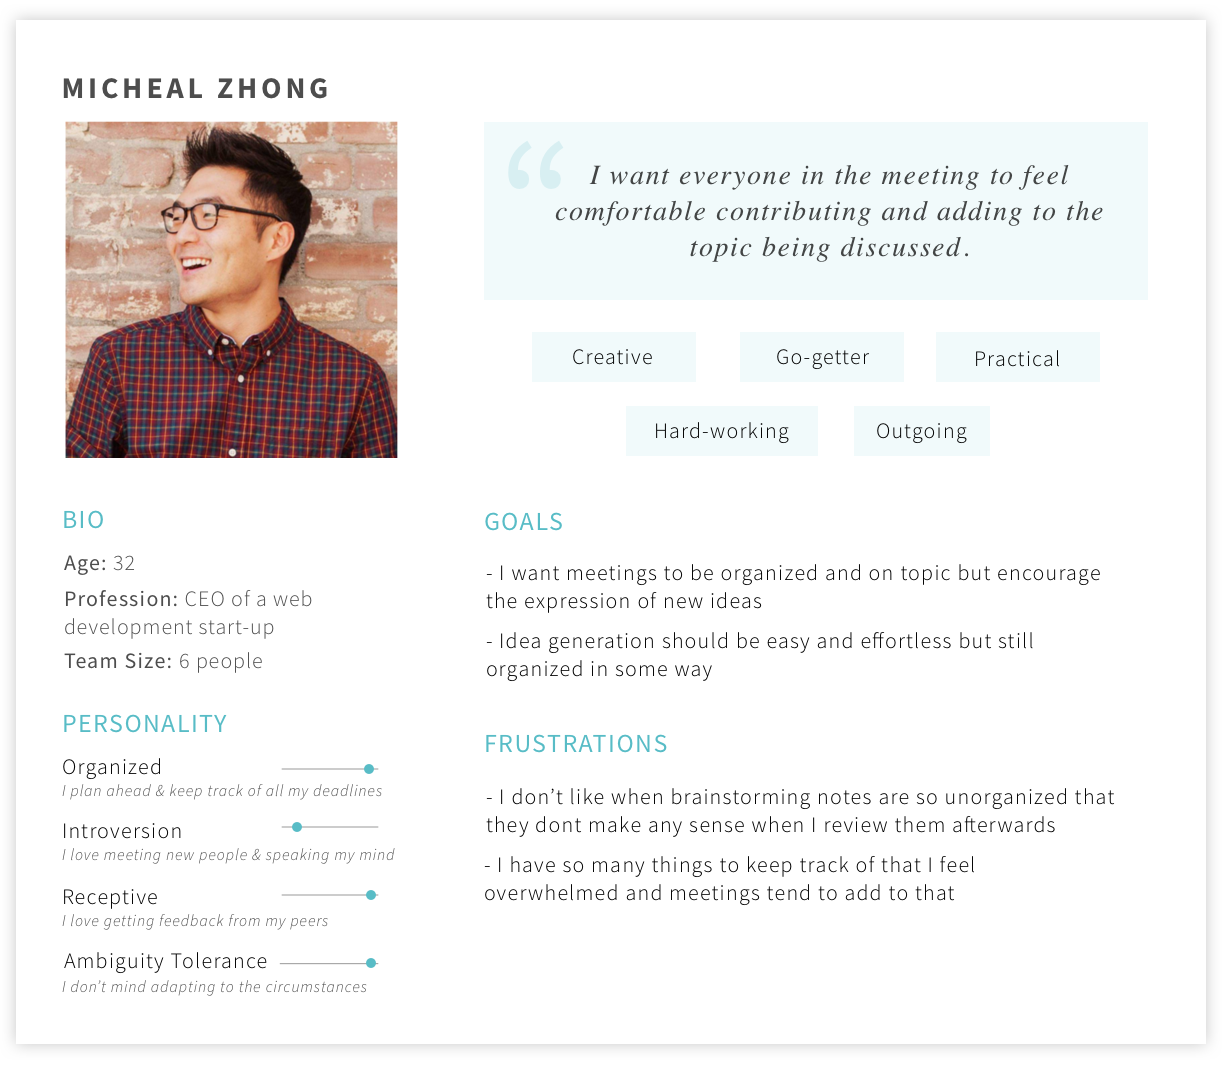 MICHEAL ZHONG
“
I want everyone in the meeting to feel
comfortable contributing and adding to the
topic being discussed.
Creative
Go-getter
Practical
Hard-working
Outgoing
BIO
Age: 32
Profession: CEO of a web
development start-up
Team Size: 6 people
PERSONALITY
Organized
I plan ahead & keep track of all my deadlines
Introversion
I love meeting new people & speaking my mind
Receptive
I love getting feedback from my peers
Ambiguity Tolerance
I don't mind adapting to the circumstances
GOALS
- I want meetings to be organized and on topic but encourage
the expression of new ideas
- Idea generation should be easy and effortless but still
organized in some way
FRUSTRATIONS
- I don’t like when brainstorming notes are so unorganized that
they dont make any sense when I review them afterwards
- I have so many things to keep track of that I feel
overwhelmed and meetings tend to add to that